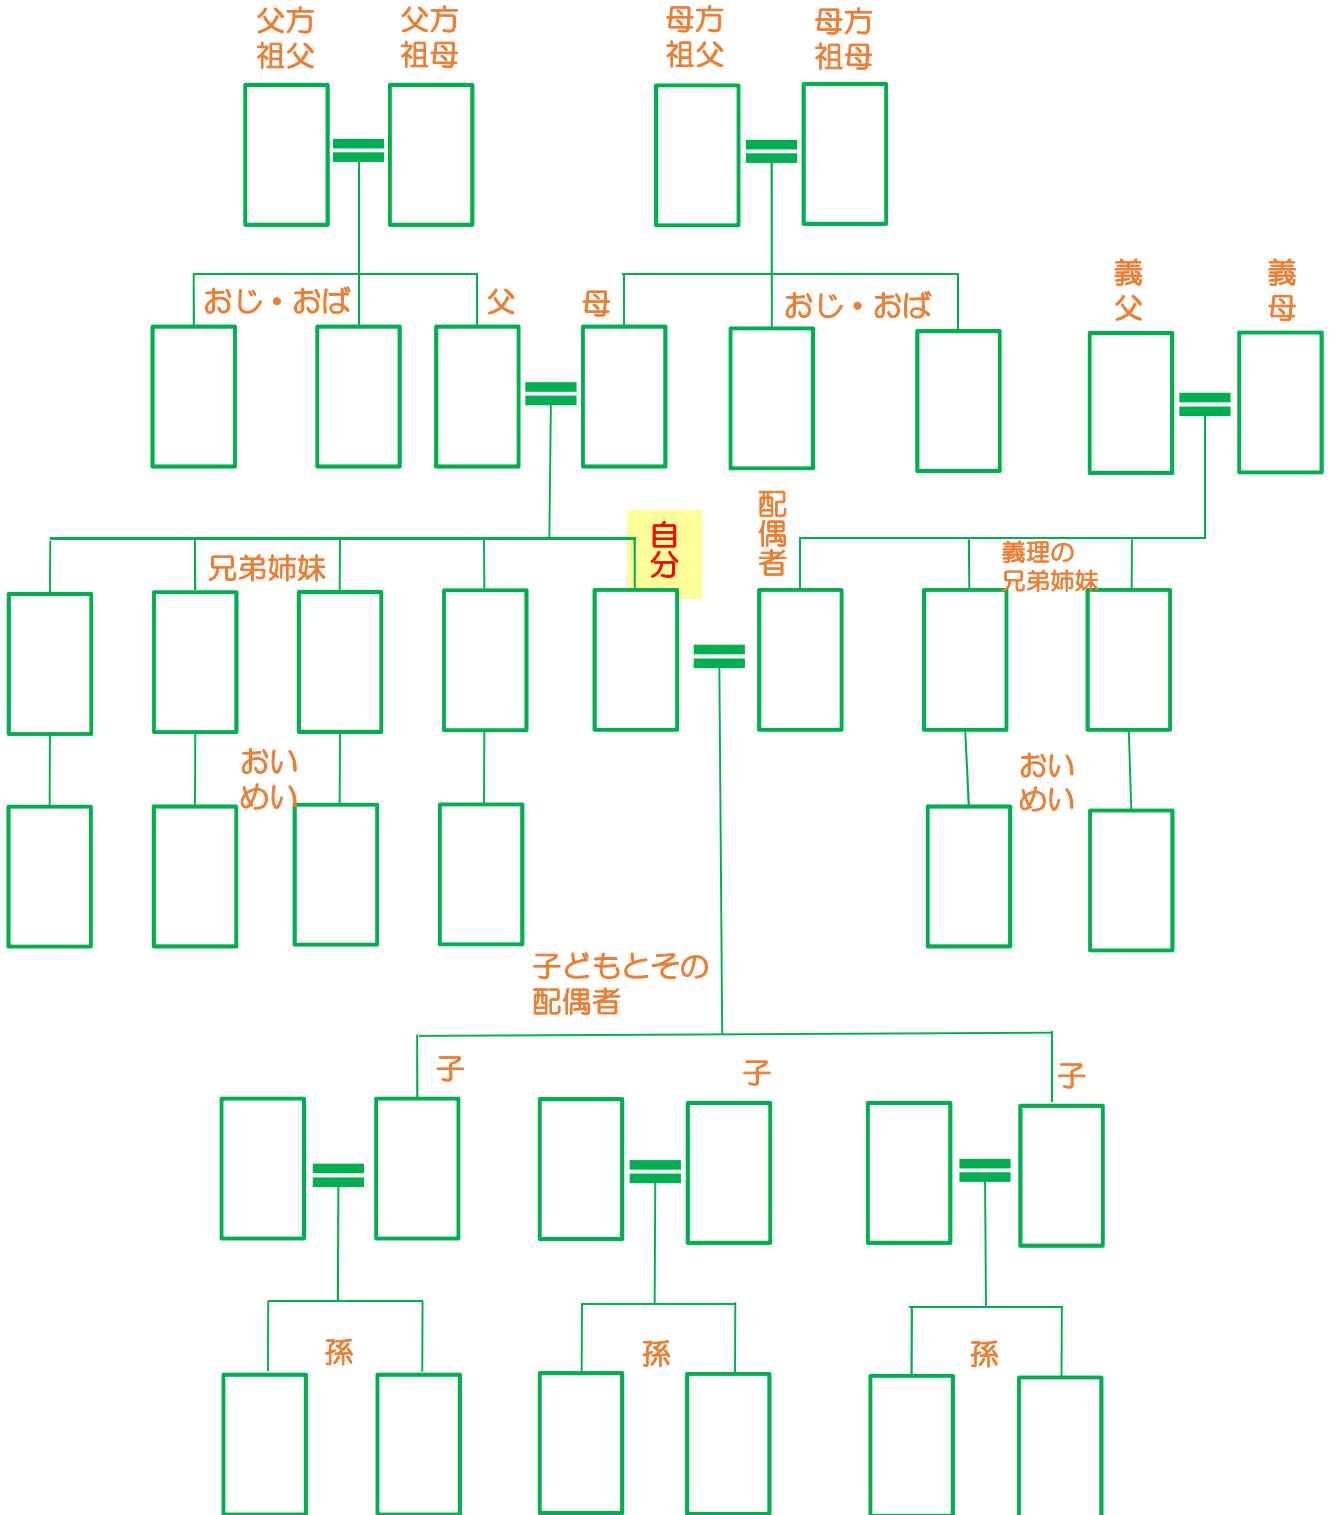 父方
祖父
父方
祖母
母方
祖父
母方
祖母
おじ・おば
父
母
おじ・おば
義
父
義
母
兄弟姉妹
自
分
配
偶
者
義理の
兄弟姉妹
おい
めい
おい
めい
子どもとその
配偶者
子
子
子
孫
孫
孫